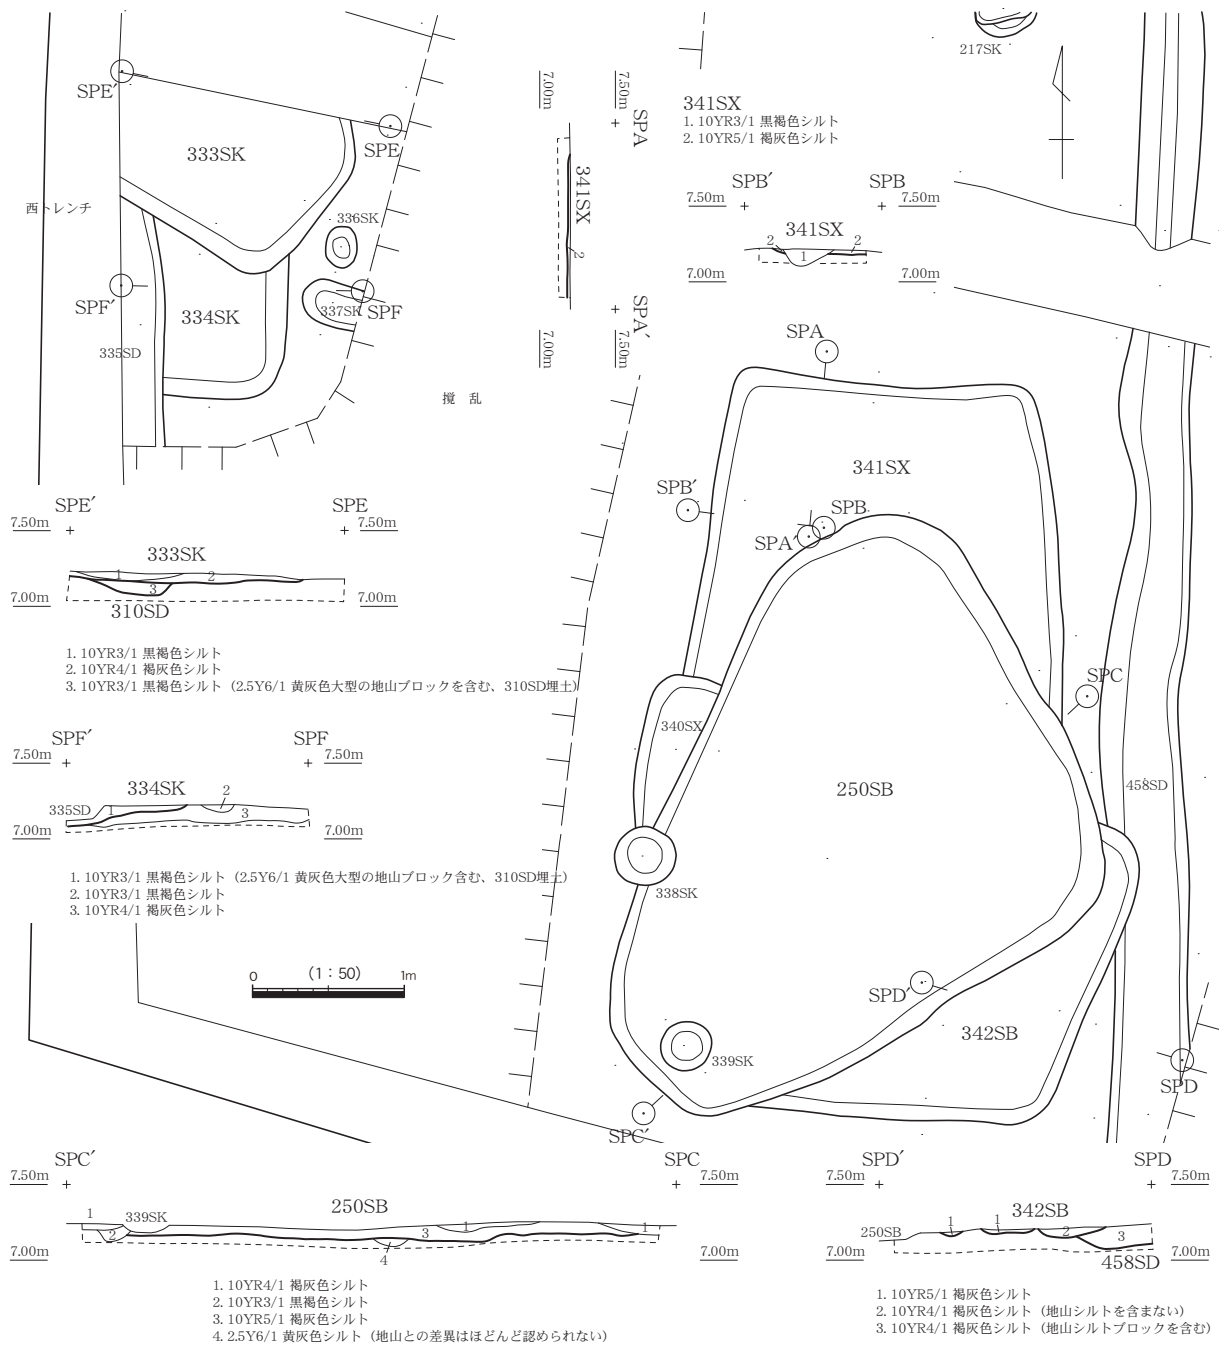 SPE′
333SK
SPE
西トレンチ
336SK
SPF′
334SK
337SK
SPF
335SD
撹 乱
7.00m
7.50m
SPA
341SX
2
SPA′
7.00m
7.50m
217SK
341SX
1. 10YR3/1 黒褐色シルト
2. 10YR5/1 褐灰色シルト
SPB′
SPB
7.50m
7.50m
341SX
2
2
1
7.00m
7.00m
SPA
341SX
SPB′
SPB
SPA′
SPC
340SX
458SD
250SB
338SK
SPD′
342SB
339SK
SPD
SPC′
SPE′
SPE
7.50m
7.50m
333SK
1
2
3
7.00m
7.00m
310SD
1. 10YR3/1 黒褐色シルト
2. 10YR4/1 褐灰色シルト
3. 10YR3/1 黒褐色シルト（2.5Y6/1 黄灰色大型の地山ブロックを含む、310SD埋土）
SPF′
SPF
7.50m
7.50m
334SK
2
335SD
1
3
7.00m
7.00m
1. 10YR3/1 黒褐色シルト（2.5Y6/1 黄灰色大型の地山ブロック含む、310SD埋土）
2. 10YR3/1 黒褐色シルト
3. 10YR4/1 褐灰色シルト
0 （1：50） 1m
SPC′
SPC
7.50m
7.50m
250SB
1
339SK
2
3
1
1
4
7.00m
7.00m
1. 10YR4/1 褐灰色シルト
2. 10YR3/1 黒褐色シルト
3. 10YR5/1 褐灰色シルト
4. 2.5Y6/1 黄灰色シルト（地山との差異はほどんど認められない）
SPD′
SPD
7.50m
7.50m
342SB
250SB
1
1
2
3
7.00m
7.00m
458SD
1. 10YR5/1 褐灰色シルト
2. 10YR4/1 褐灰色シルト（地山シルトを含まない）
3. 10YR4/1 褐灰色シルト（地山シルトブロックを含む）